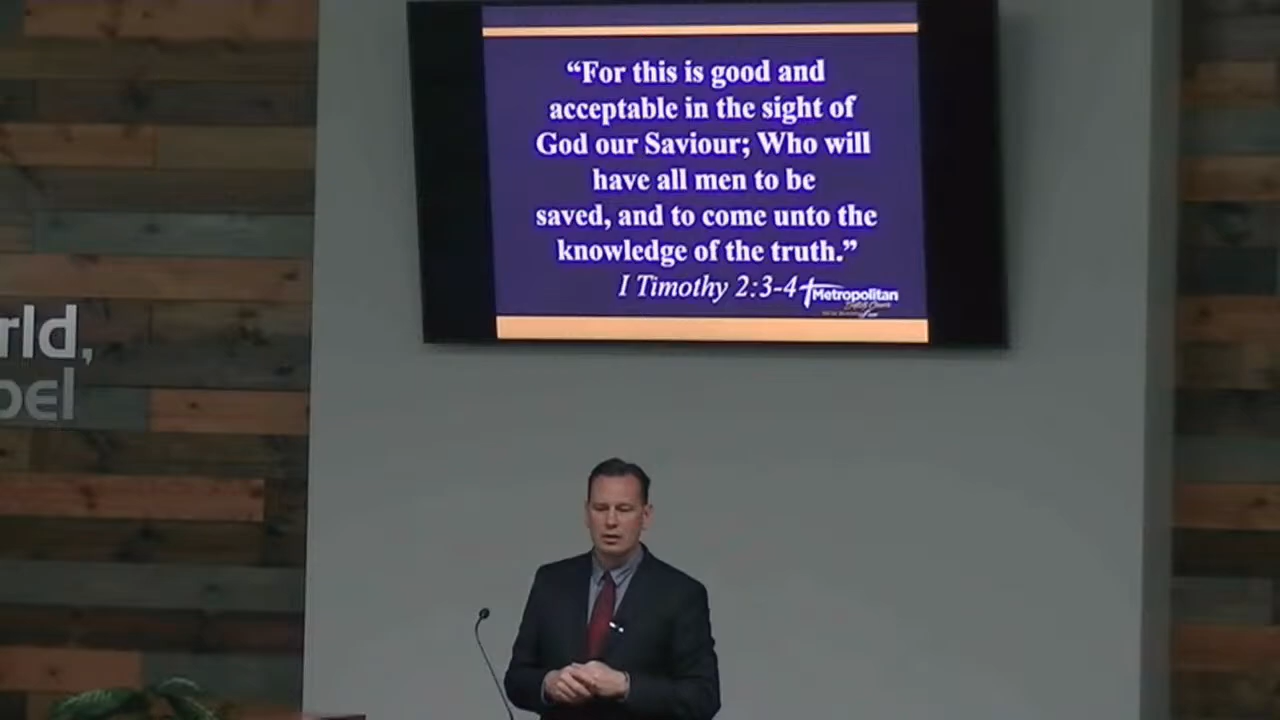 “For this is good and
acceptable in the sight of
God our Saviour; Who will
have all men to be
saved, and to come unto the
knowledge of the truth.”
I Timothy 2:3-4
Metropolitan
rld,
pel